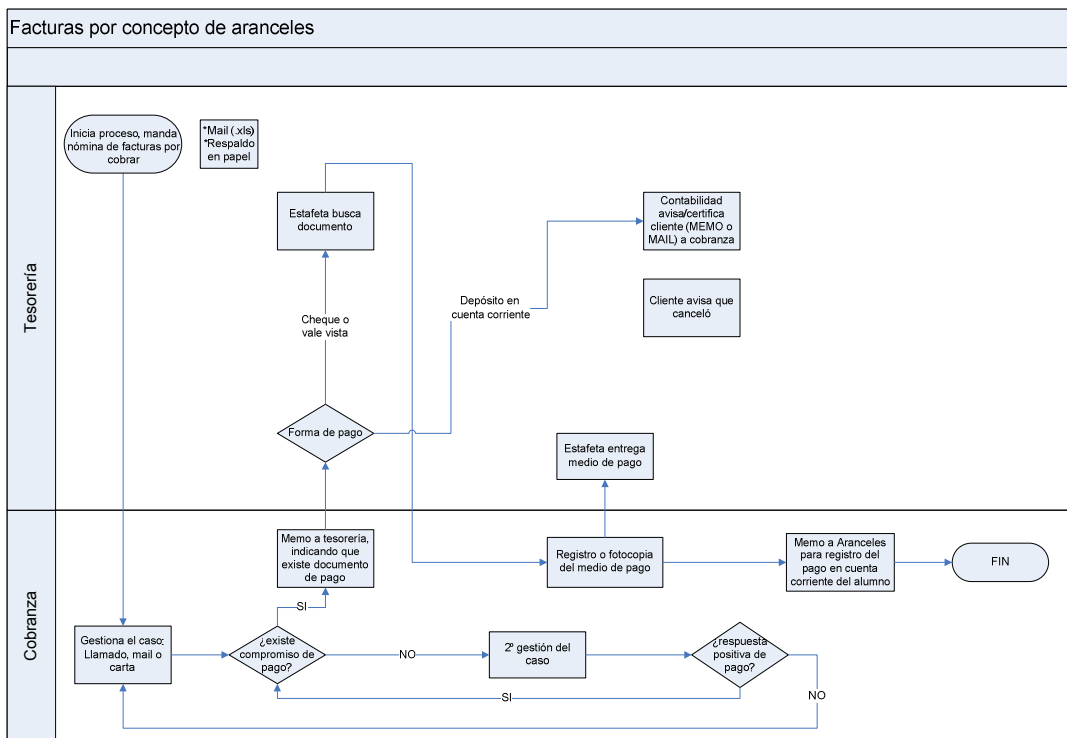 Facturas por concepto de aranceles
Tesorería
Inicia proceso, manda
nómina de facturas por
cobrar
*Mail (.xls)
*Respaldo
en papel
Estafeta busca
documento
Contabilidad
avisa/certifica
cliente (MEMO o
MAIL) a cobranza
Depósito en
cuenta corriente
Cliente avisa que
canceló
Cheque o
vale vista
Forma de pago
Estafeta entrega
medio de pago
Cobranza
Memo a tesorería,
indicando que
existe documento
de pago
Registro o fotocopia
del medio de pago
Memo a Aranceles
para registro del
pago en cuenta
corriente del alumno
FIN
SI
Gestiona el caso:
Llamado, mail o
carta
¿existe
compromiso de
pago?
NO
2º gestión del
caso
¿respuesta
positiva de
pago?
SI
NO